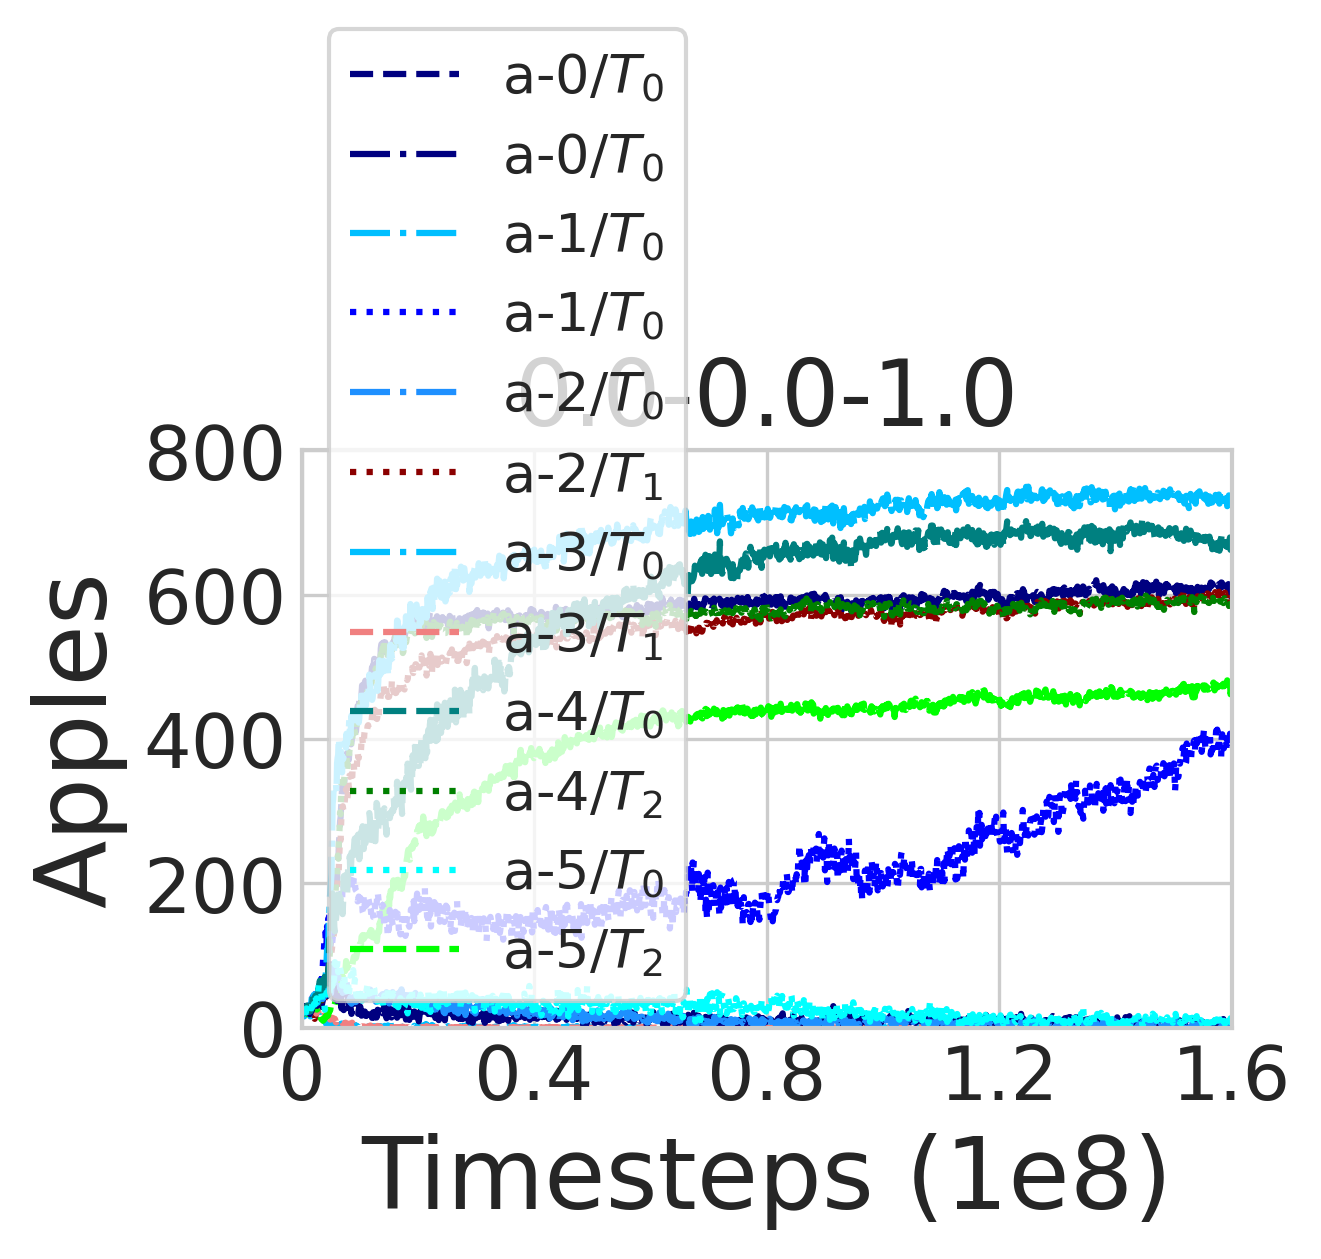 a-0/T₀
a-0/T₀
a-1/T₀
a-1/T₀
a-2/T₀
a-2/T₁
a-3/T₀
a-3/T₁
a-4/T₀
a-4/T₂
a-5/T₀
a-5/T₂
0.0-0.0-1.0
800
600
400
200
0
Apples
0 0.4 0.8 1.2 1.6
Timesteps (1e8)